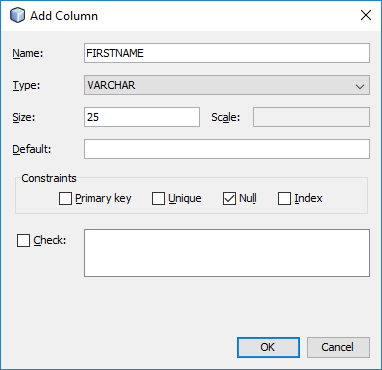 Add Column
Name: FIRSTNAME
Type: VARCHAR
Size: 25 Scale:
Default:
Constraints
Primary key Unique Null Index
Check:
OK Cancel